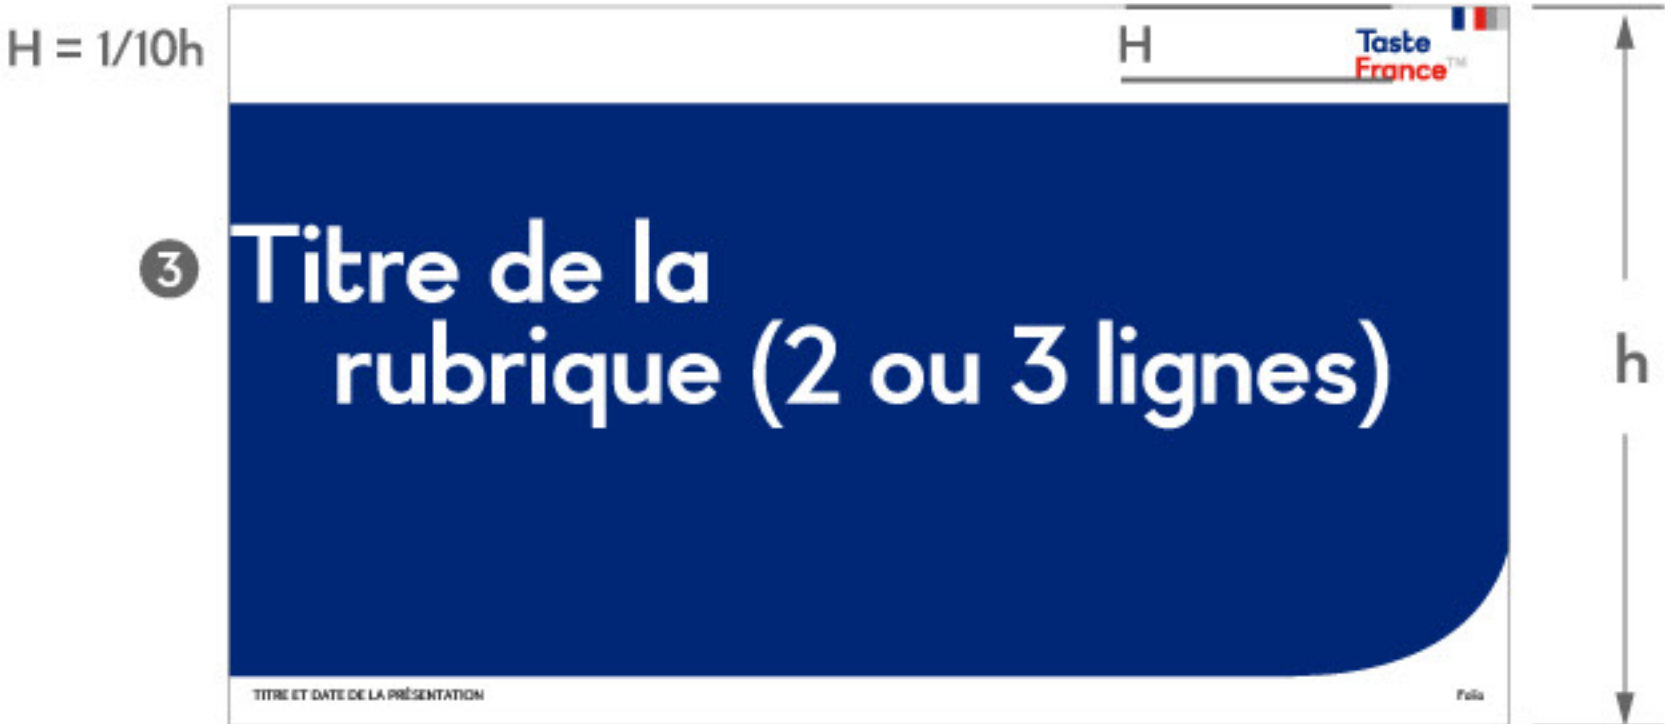 H = 1/10h
H
Taste
France™
3
Titre de la
rubrique (2 ou 3 lignes)
h
TITRE ET DATE DE LA PRÉSENTATION
Folio